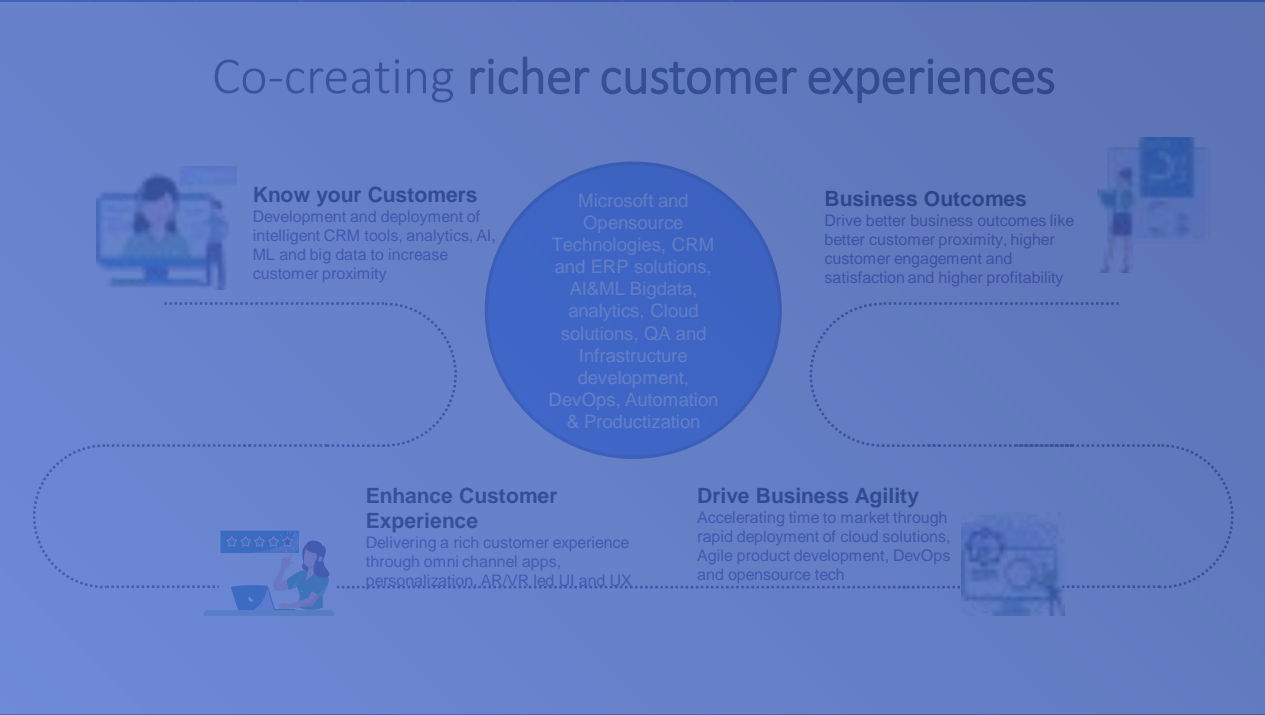 Co-creating richer customer experiences
Know your Customers
Development and deployment of
intelligent CRM tools, analytics, AI,
ML and big data to increase
customer proximity
Microsoft and
Opensource
Technologies, CRM
and ERP solutions,
AI&ML Bigdata,
analytics, Cloud
solutions, QA and
Infrastructure
development,
DevOps, Automation
& Productization
Business Outcomes
Drive better business outcomes like
better customer proximity, higher
customer engagement and
satisfaction and higher profitability
Enhance Customer
Experience
Delivering a rich customer experience
through omni channel apps,
personalization, AR/VR led UI and UX
Drive Business Agility
Accelerating time to market through
rapid deployment of cloud solutions,
Agile product development, DevOps
and opensource tech